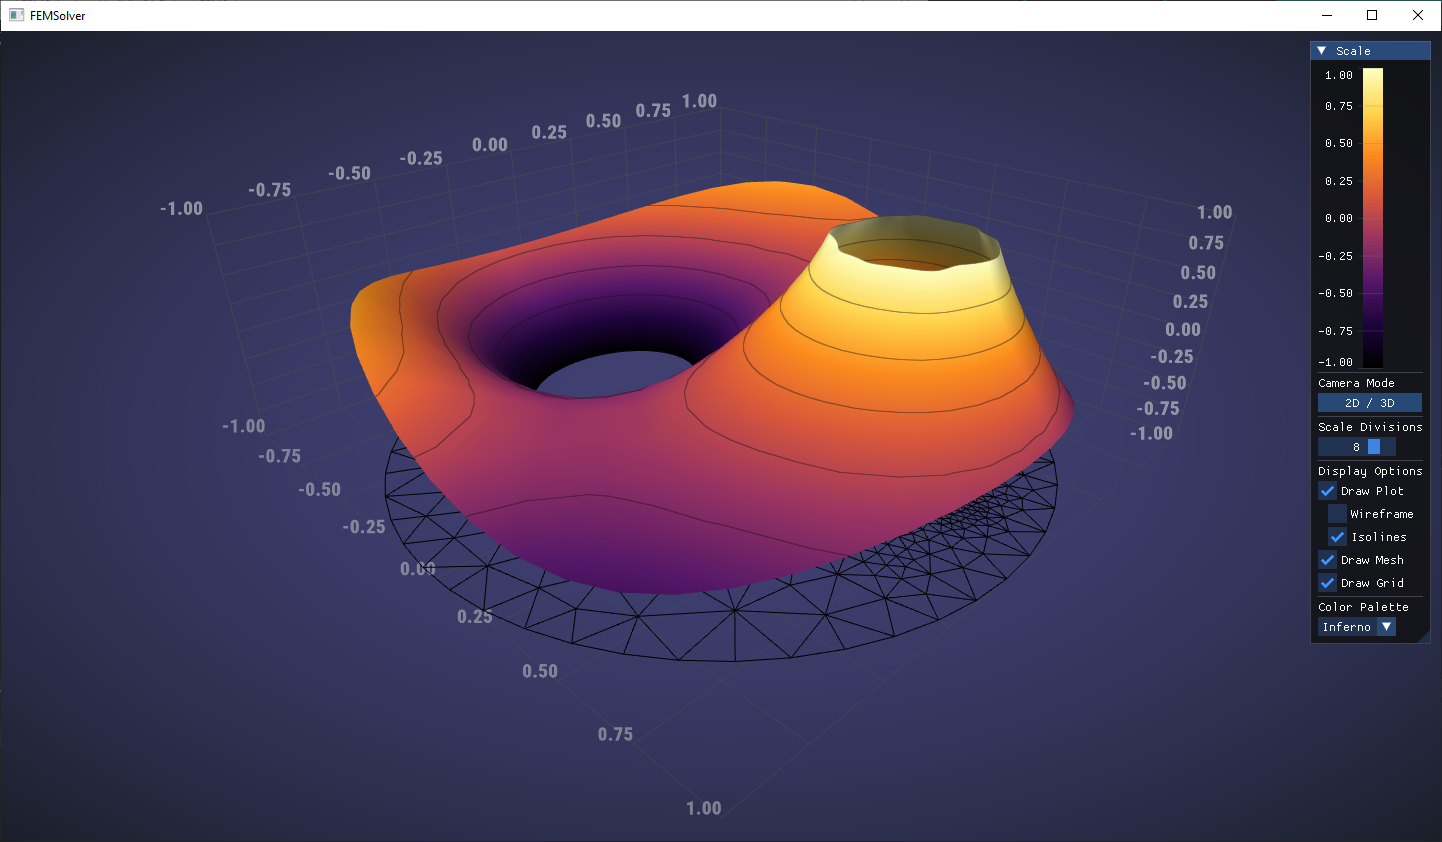 FEMSolver
Scale
1.00
0.75
0.50
0.25
0.00
-0.25
-0.50
-0.75
-1.00
Camera Mode
2D / 3D
Scale Divisions
8
Display Options
Draw Plot
Wireframe
Isolines
Draw Mesh
Draw Grid
Color Palette
Inferno
-1.00
-0.75
-0.50
-0.25
0.00
0.25
0.50
0.75
1.00
1.00
0.75
0.50
0.25
0.00
-0.25
-0.50
-0.75
-1.00
-1.00
-0.75
-0.50
-0.25
0.00
0.25
0.50
0.75
1.00